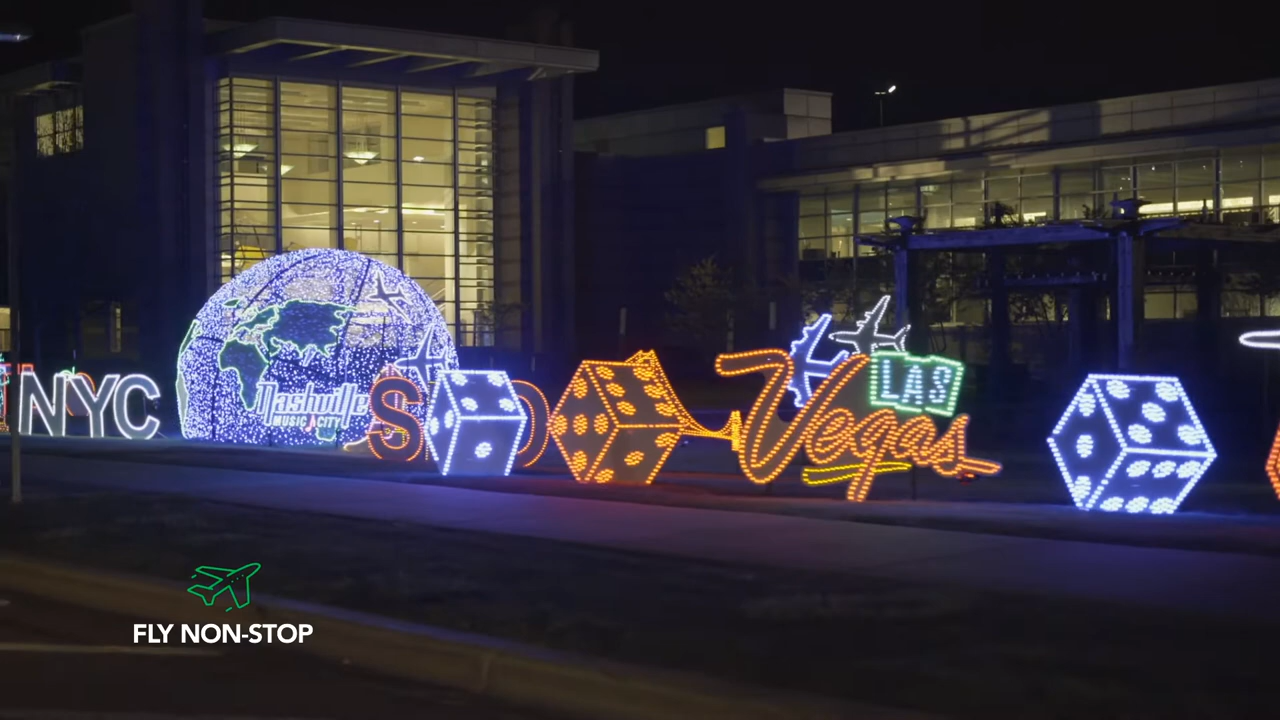 NYC
Nashville
MUSIC CITY
LAS
Vegas
FLY NON-STOP